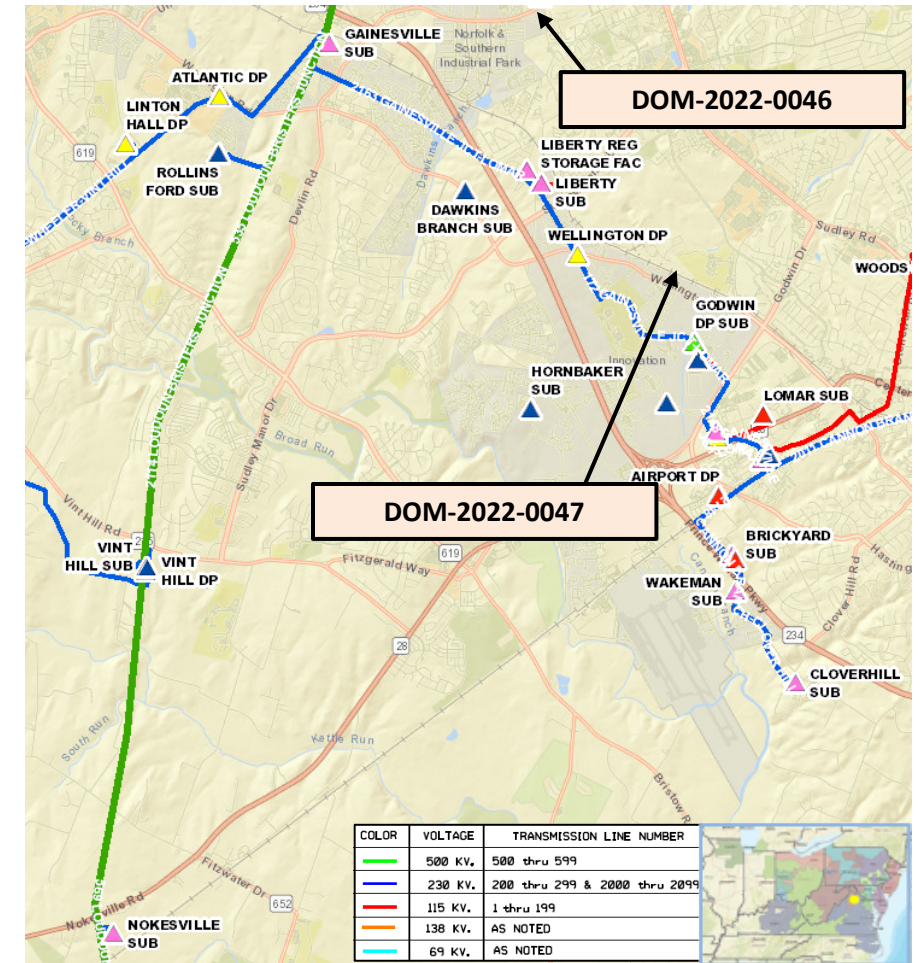 234
GAINESVILLE
SUB
Norfolk &
Southern
Industrial Park
DOM-2022-0046
ATLANTIC DP
LINTON
HALL DP
619
ROLLINS
FORD SUB
Devlin Rd
DAWKINS
BRANCH SUB
LIBERTY REG
STORAGE FAC
LIBERTY
SUB
WELLINGTON DP
Sudley Rd
Godwin Dr
WOODS
GODWIN
DP SUB
Innovation
HORNBAKER
SUB
LOMAR SUB
Broad Run
Sudley Manor Dr
AIRPORT DP
DOM-2022-0047
Vint Hill Rd
VINT
HILL SUB
VINT
HILL DP
Fitzgerald Way
619
BRICKYARD
SUB
WAKEMAN
SUB
Clover Hill Rd
28
234
CLOVERHILL
SUB
South Run
Kettle Run
Bristow R
Fitzwater Dr
652
Nokesville Rd
NOKESVILLE
SUB
COLOR VOLTAGE TRANSMISSION LINE NUMBER
500 KV. 500 thru 599
230 KV. 200 thru 299 & 2000 thru 2099
115 KV. 1 thru 199
138 KV. AS NOTED
69 KV. AS NOTED